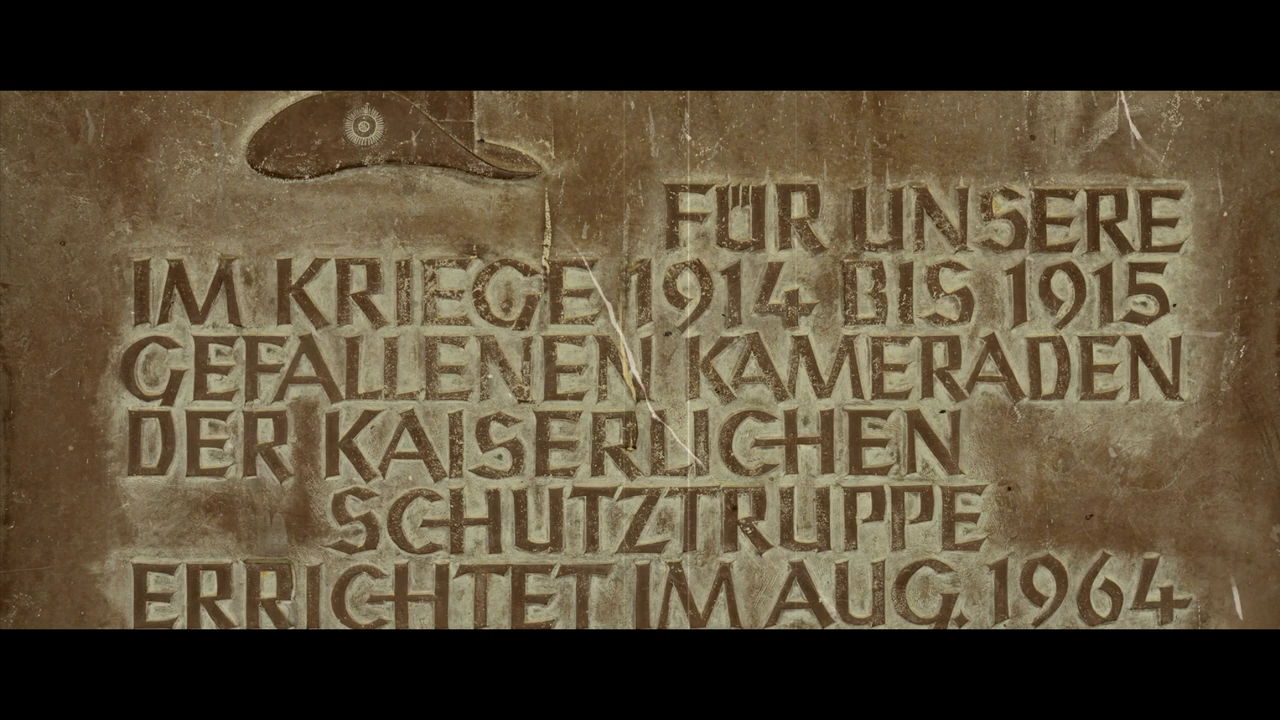 FÜR UNSERE
IM KRIEGE 1914 BIS 1915
GEFALLENEN KAMERADEN
DER KAISERLICHEN
SCHUTZTRUPPE
ERRICHTET IM AUG. 1964